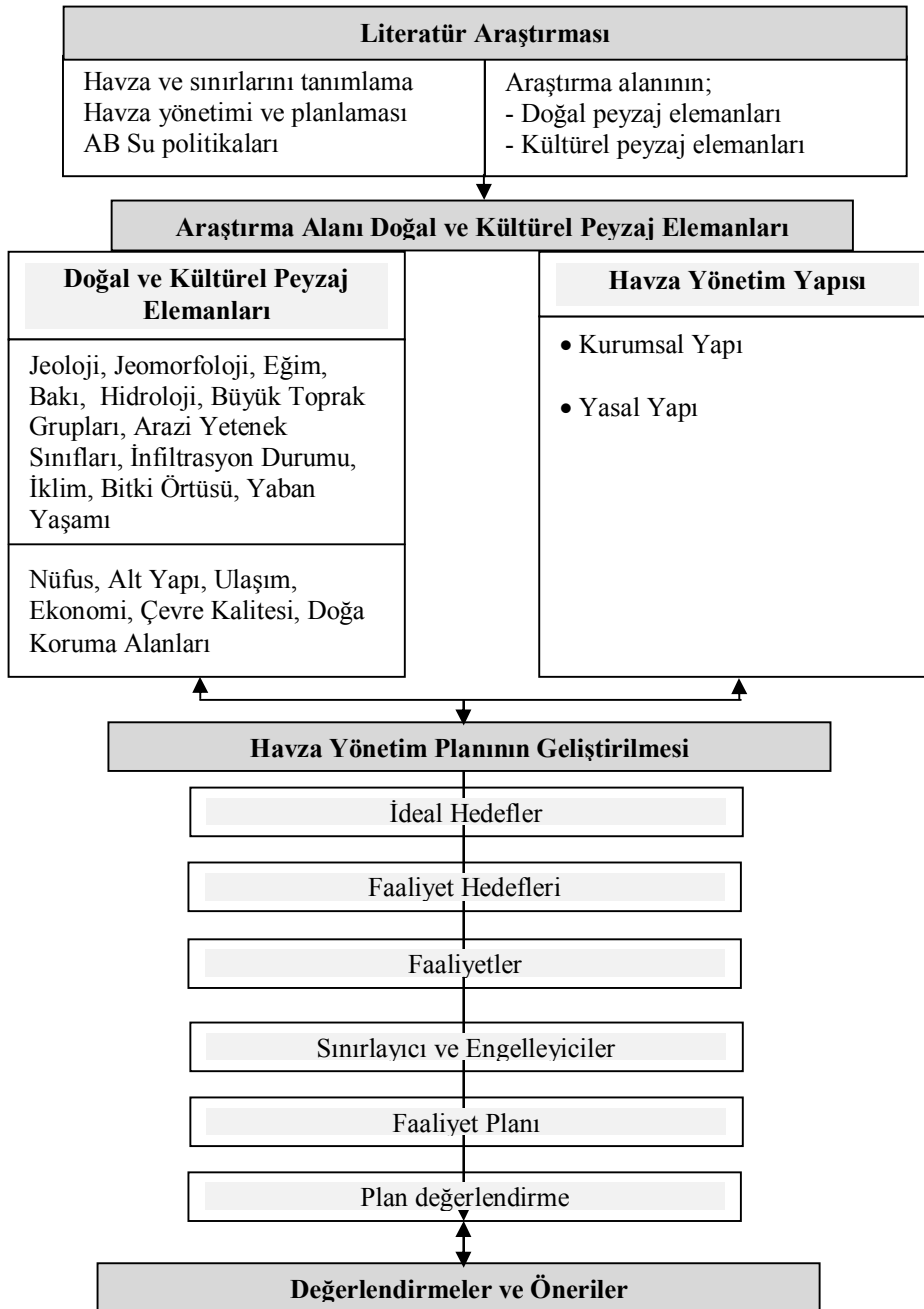 Literatür Araştırması
Havza ve sınırlarını tanımlama
Havza yönetimi ve planlaması
AB Su politikaları
Araştırma alanının;
- Doğal peyzaj elemanları
- Kültürel peyzaj elemanları
Araştırma Alanı Doğal ve Kültürel Peyzaj Elemanları
Doğal ve Kültürel Peyzaj
Elemanları
Jeoloji, Jeomorfoloji, Eğim,
Bakı, Hidroloji, Büyük Toprak
Grupları, Arazi Yetenek
Sınıfları, İnfiltrasyon Durumu,
İklim, Bitki Örtüsü, Yaban
Yaşamı
Nüfus, Alt Yapı, Ulaşım,
Ekonomi, Çevre Kalitesi, Doğa
Koruma Alanları
Havza Yönetim Yapısı
• Kurumsal Yapı
• Yasal Yapı
Havza Yönetim Planının Geliştirilmesi
İdeal Hedefler
Faaliyet Hedefleri
Faaliyetler
Sınırlayıcı ve Engelleyiciler
Faaliyet Planı
Plan değerlendirme
Değerlendirmeler ve Öneriler